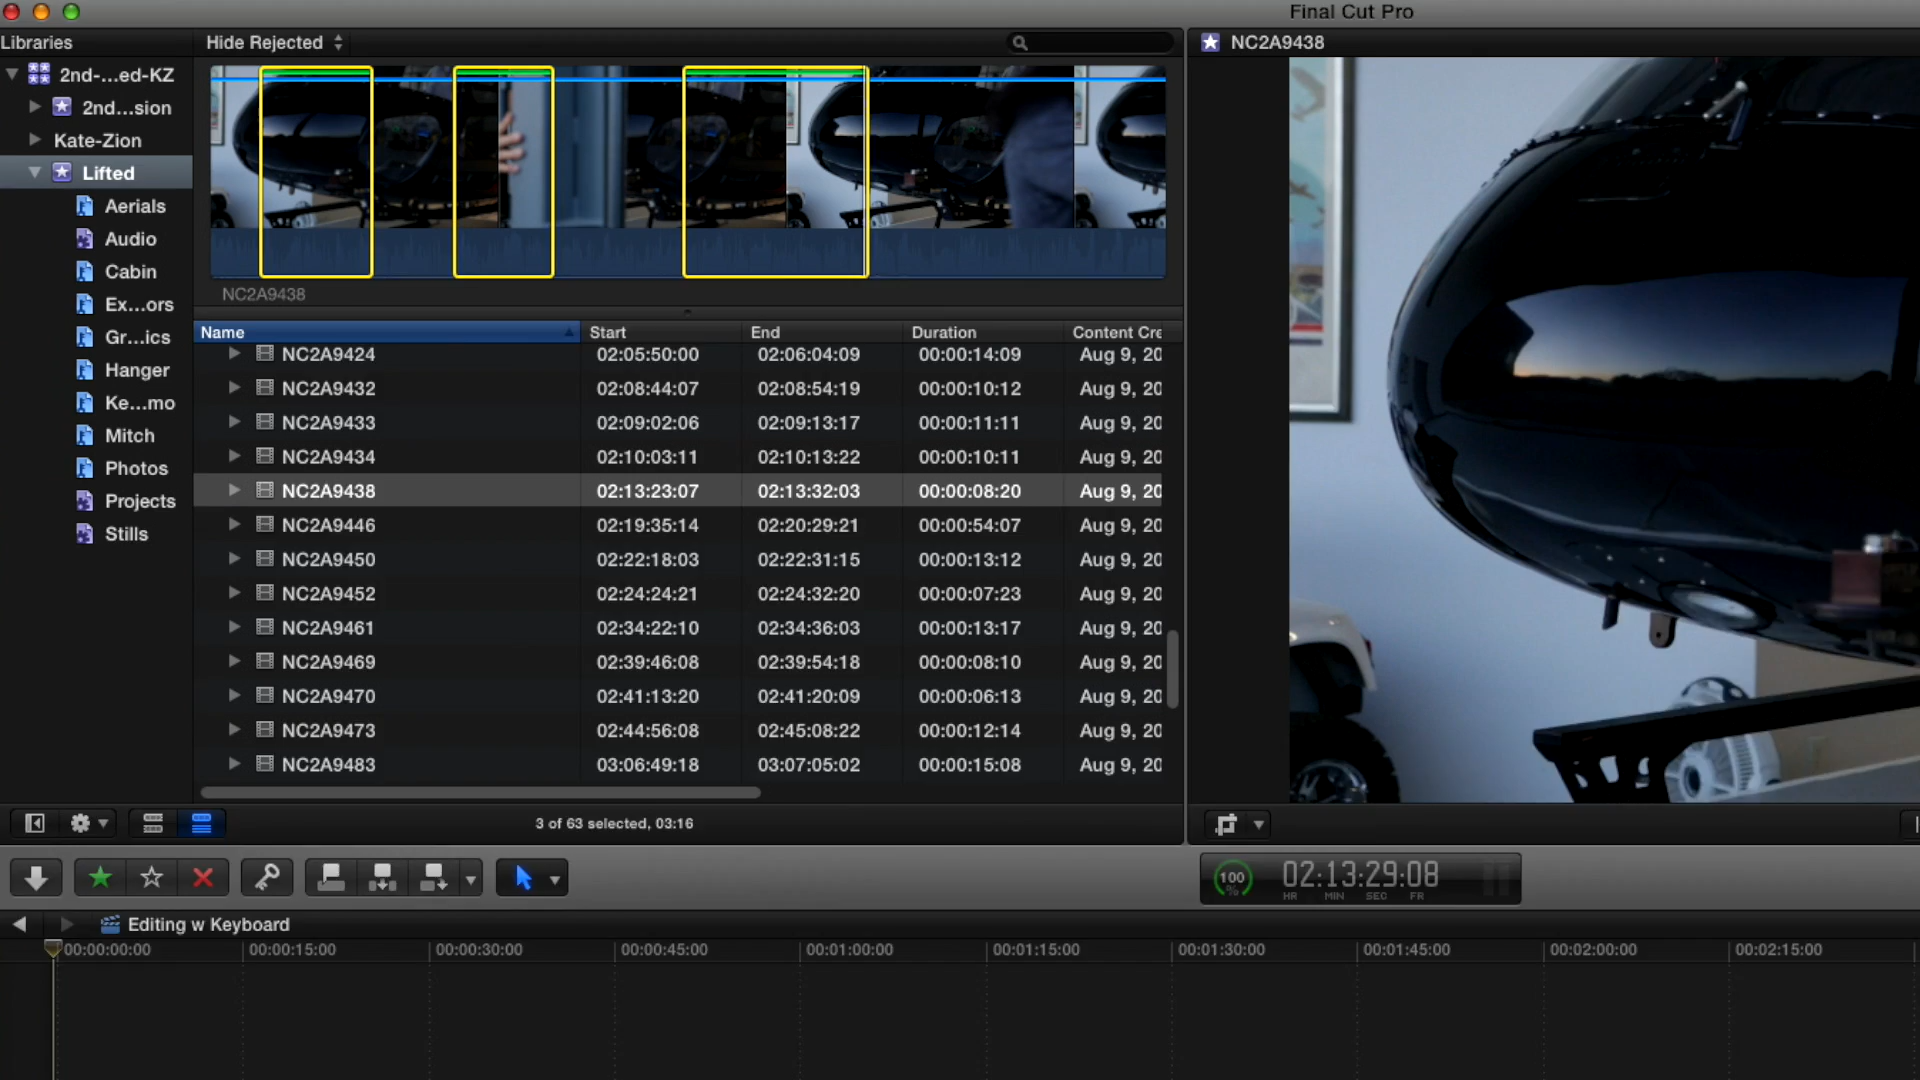 Final Cut Pro
Libraries
Hide Rejected
NC2A9438
2nd-...ed-KZ
2nd...sion
Kate-Zion
Lifted
Aerials
Audio
Cabin
Ex...ors
Gr...ics
Hanger
Ke...mo
Mitch
Photos
Projects
Stills
NC2A9438
Name Start End Duration Content Cre
NC2A9424 02:05:50:00 02:06:04:09 00:00:14:09 Aug 9, 20
NC2A9432 02:08:44:07 02:08:54:19 00:00:10:12 Aug 9, 20
NC2A9433 02:09:02:06 02:09:13:17 00:00:11:11 Aug 9, 20
NC2A9434 02:10:03:11 02:10:13:22 00:00:10:11 Aug 9, 20
NC2A9438 02:13:23:07 02:13:32:03 00:00:08:20 Aug 9, 20
NC2A9446 02:19:35:14 02:20:29:21 00:00:54:07 Aug 9, 20
NC2A9450 02:22:18:03 02:22:31:15 00:00:13:12 Aug 9, 20
NC2A9452 02:24:24:21 02:24:32:20 00:00:07:23 Aug 9, 20
NC2A9461 02:34:22:10 02:34:36:03 00:00:13:17 Aug 9, 20
NC2A9469 02:39:46:08 02:39:54:18 00:00:08:10 Aug 9, 20
NC2A9470 02:41:13:20 02:41:20:09 00:00:06:13 Aug 9, 20
NC2A9473 02:44:56:08 02:45:08:22 00:00:12:14 Aug 9, 20
NC2A9483 03:06:49:18 03:07:05:02 00:00:15:08 Aug 9, 20
3 of 63 selected, 03:16
100 %
02:13:29:08
HR MIN SEC FR
Editing w Keyboard
00:00:00:00 00:00:15:00 00:00:30:00 00:00:45:00 00:01:00:00 00:01:15:00 00:01:30:00 00:01:45:00 00:02:00:00 00:02:15:00